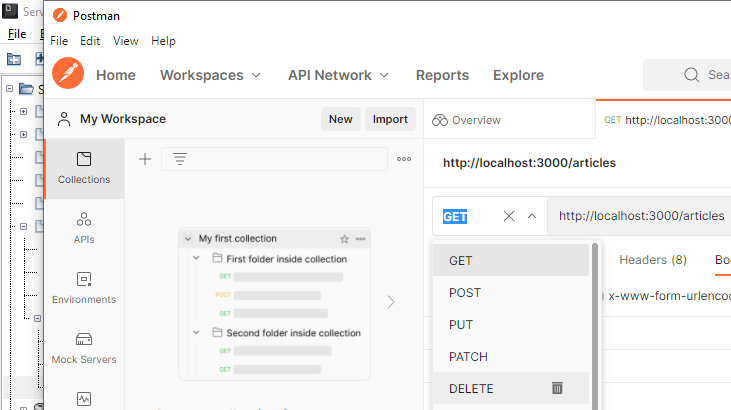 Serv
Postman
File
File Edit View Help
Home Workspaces API Network Reports Explore
Sea
S
My Workspace New Import
Overview
GET http://localhost:3000
Collections
http://localhost:3000/articles
GET
http://localhost:3000/articles
APIs
My first collection
First folder inside collection
GET
POST
GET
Second folder inside collection
GET
GET
GET
POST
PUT
PATCH
DELETE
Headers (8)
Bo
x-www-form-urlenco
Environments
Mock Servers